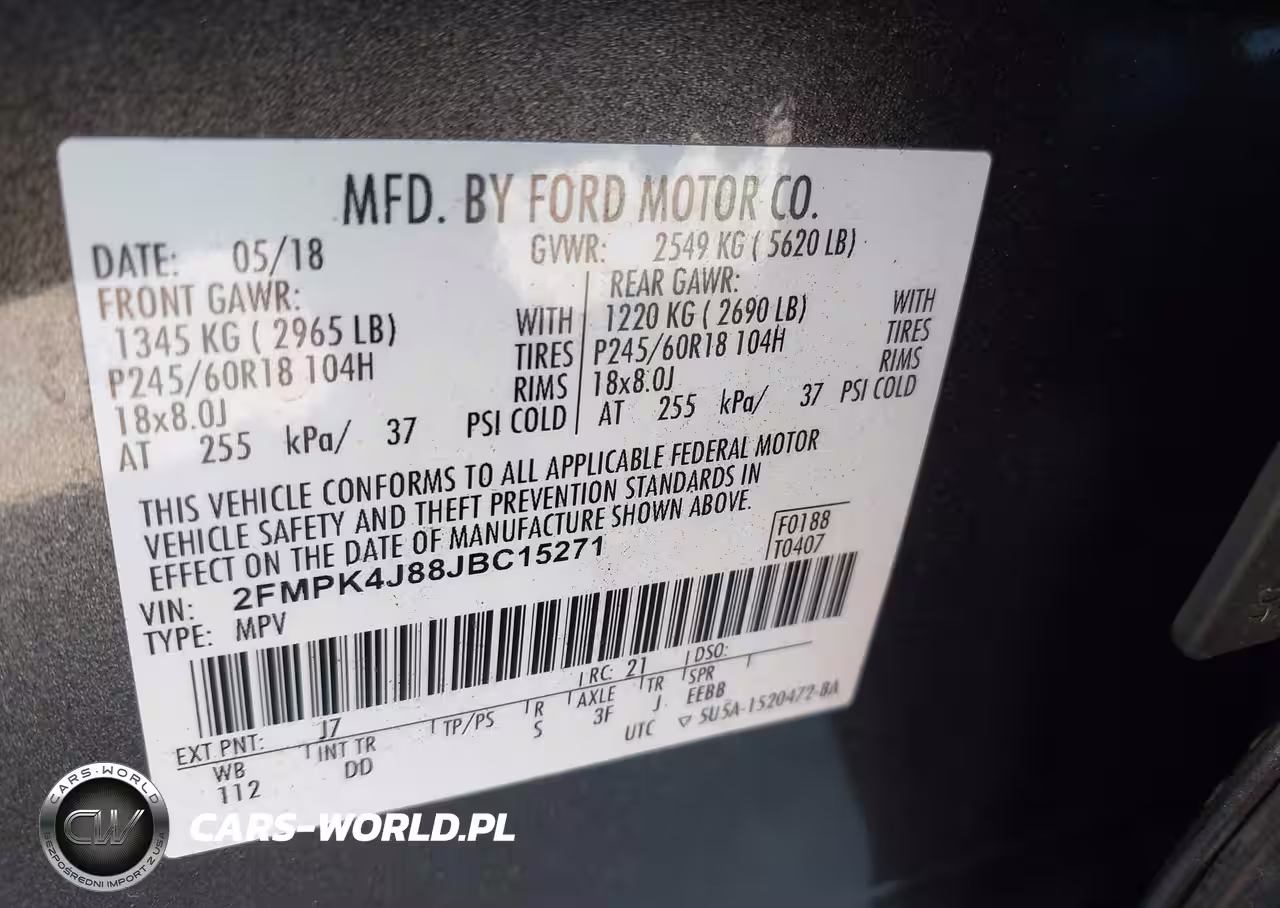 MFD. BY FORD MOTOR CO.
DATE: 05/18 GVWR: 2549 KG ( 5620 LB)
FRONT GAWR: REAR GAWR:
1345 KG ( 2965 LB) WITH 1220 KG ( 2690 LB) WITH
P245/60R18 104H TIRES P245/60R18 104H TIRES
18x8.0J RIMS 18x8.0J RIMS
AT 255 kPa/ 37 PSI COLD AT 255 kPa/ 37 PSI COLD
THIS VEHICLE CONFORMS TO ALL APPLICABLE FEDERAL MOTOR
VEHICLE SAFETY AND THEFT PREVENTION STANDARDS IN
EFFECT ON THE DATE OF MANUFACTURE SHOWN ABOVE.
F0188
T0407
VIN: 2FMPK4J88JBC15271
TYPE: MPV
EXT PNT: J7 RC: 21 DSO:
WB INT TR TP/PS R AXLE TR SPR
112 DD S 3F J EEBB
UTC ▽ 5U5A-1520472-BA
CARS-WORLD
CW
BEZPOŚREDNI IMPORT Z USA
CARS-WORLD.PL